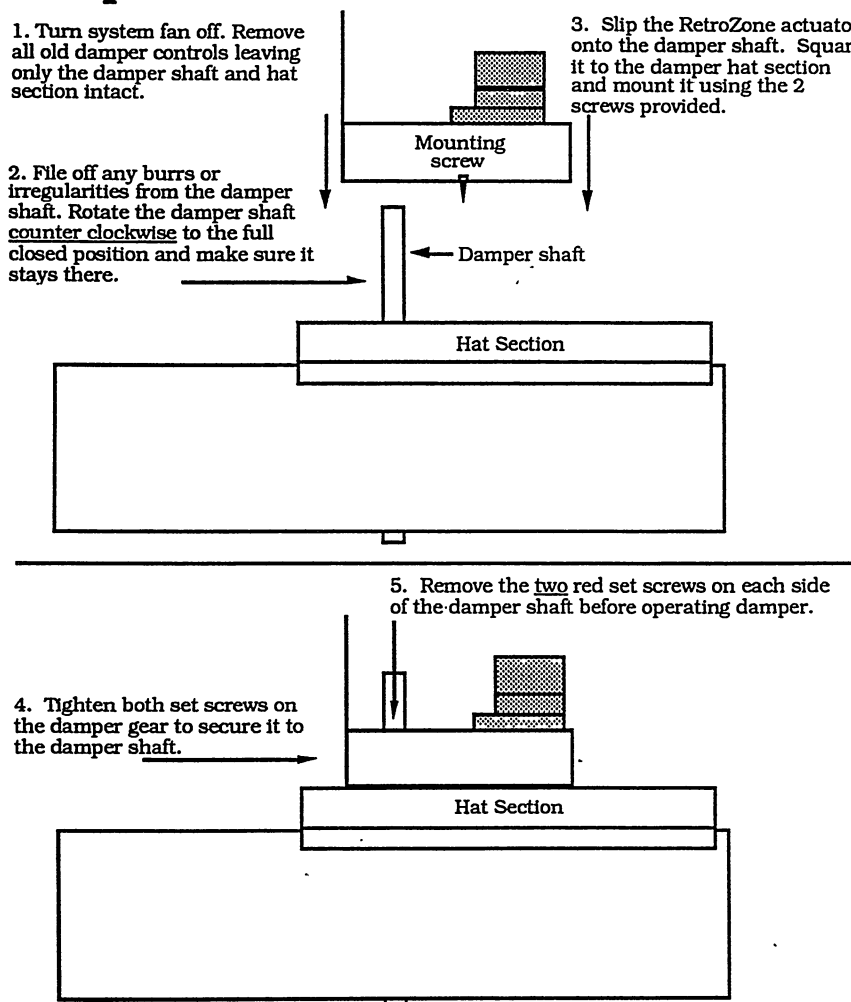 1. Turn system fan off. Remove
all old damper controls leaving
only the damper shaft and hat
section intact.
3. Slip the RetroZone
onto the damper shaft.
it to the damper hat section
and mount it using the 2
screws provided.
Mounting
screw
2. File off any burrs or
irregularities from the damper
shaft. Rotate the damper shaft
counter clockwise to the full
closed position and make sure it
stays there.
Damper shaft
Hat Section
5. Remove the two red set screws on each side
of the damper shaft before operating damper.
4. Tighten both set screws on
the damper gear to secure it to
the damper shaft.
Hat Section